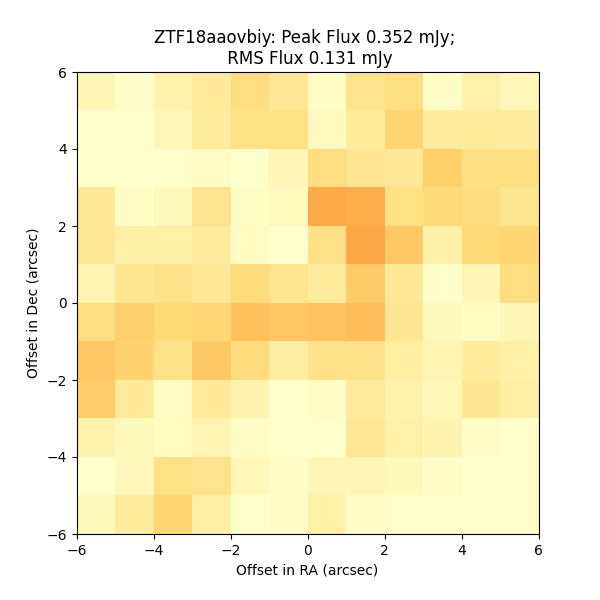 ZTF18aaovbiy: Peak Flux 0.352 mJy;
RMS Flux 0.131 mJy
6
4
2
0
−2
−4
−6
Offset in Dec (arcsec)
−6 −4 −2 0 2 4 6
Offset in RA (arcsec)